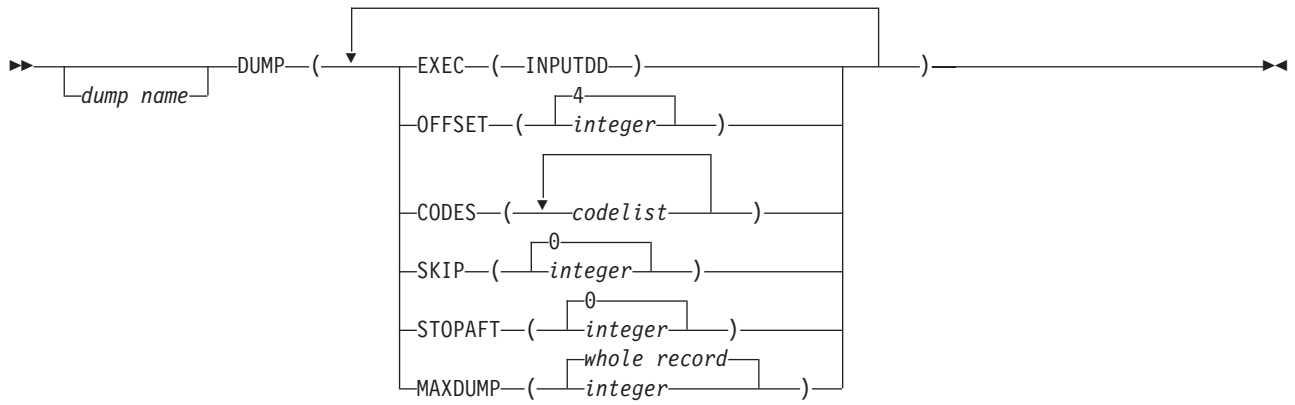 DUMP ( EXEC ( INPUTDD ) )
dump name
4
OFFSET ( integer )
CODES ( codelist )
0
SKIP ( integer )
0
STOPAFT ( integer )
whole record
MAXDUMP ( integer )